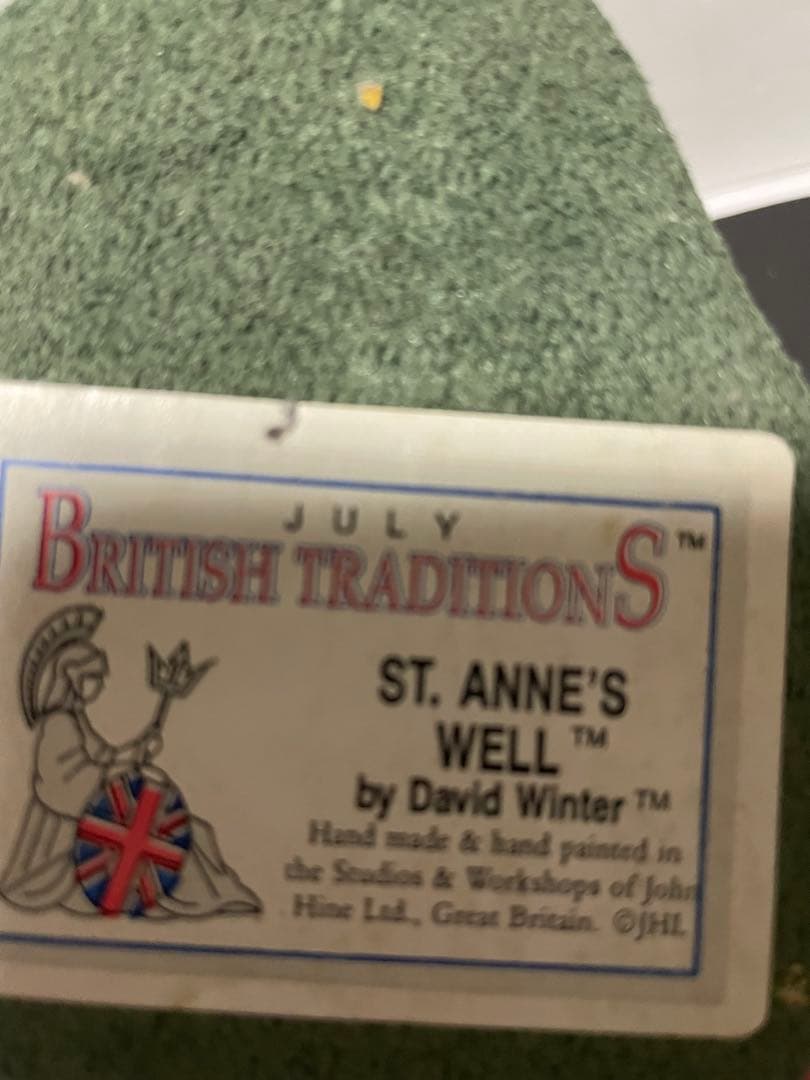 JULY
BRITISH TRADITIONS™
ST. ANNE'S
WELL™
by David Winter™
Hand made & hand painted in
the Studios & Workshops of John
Hine Ltd., Great Britain. ©JHL